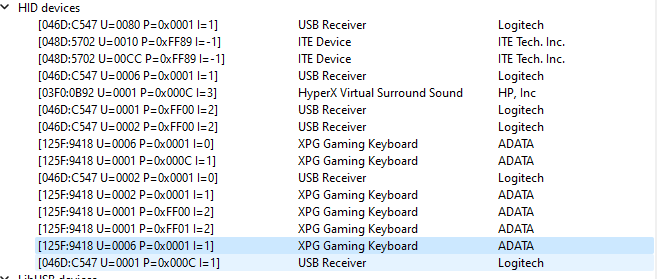 HID devices
[046D:C547 U=0080 P=0x0001 I=1] USB Receiver Logitech
[048D:5702 U=0010 P=0xFF89 I=-1] ITE Device ITE Tech. Inc.
[048D:5702 U=00CC P=0xFF89 I=-1] ITE Device ITE Tech. Inc.
[046D:C547 U=0006 P=0x0001 I=1] USB Receiver Logitech
[03F0:0B92 U=0001 P=0x000C I=3] HyperX Virtual Surround Sound HP, Inc
[046D:C547 U=0001 P=0xFF00 I=2] USB Receiver Logitech
[046D:C547 U=0002 P=0xFF00 I=2] USB Receiver Logitech
[125F:9418 U=0006 P=0x0001 I=0] XPG Gaming Keyboard ADATA
[125F:9418 U=0001 P=0x000C I=1] XPG Gaming Keyboard ADATA
[046D:C547 U=0002 P=0x0001 I=0] USB Receiver Logitech
[125F:9418 U=0002 P=0x0001 I=1] XPG Gaming Keyboard ADATA
[125F:9418 U=0001 P=0xFF00 I=2] XPG Gaming Keyboard ADATA
[125F:9418 U=0001 P=0xFF01 I=2] XPG Gaming Keyboard ADATA
[125F:9418 U=0006 P=0x0001 I=1] XPG Gaming Keyboard ADATA
[046D:C547 U=0001 P=0x000C I=1] USB Receiver Logitech
LibUSB devices